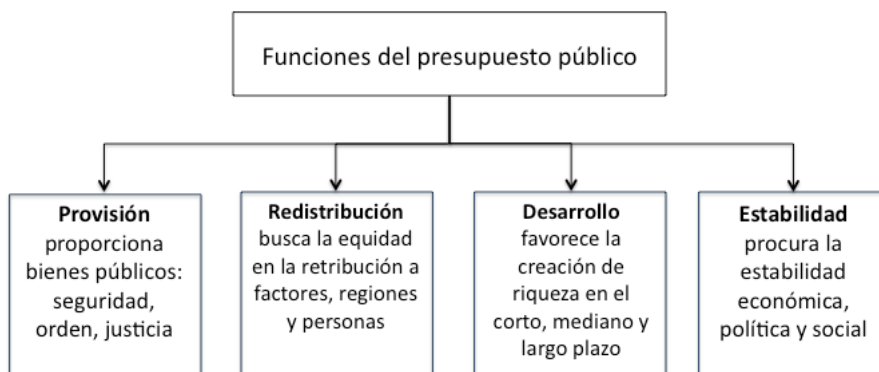 Funciones del presupuesto público
Provisión
proporciona
bienes públicos:
seguridad,
orden, justicia
Redistribución
busca la equidad
en la retribución a
factores, regiones
y personas
Desarrollo
favorece la
creación de
riqueza en el
corto, mediano y
largo plazo
Estabilidad
procura la
estabilidad
económica,
política y social